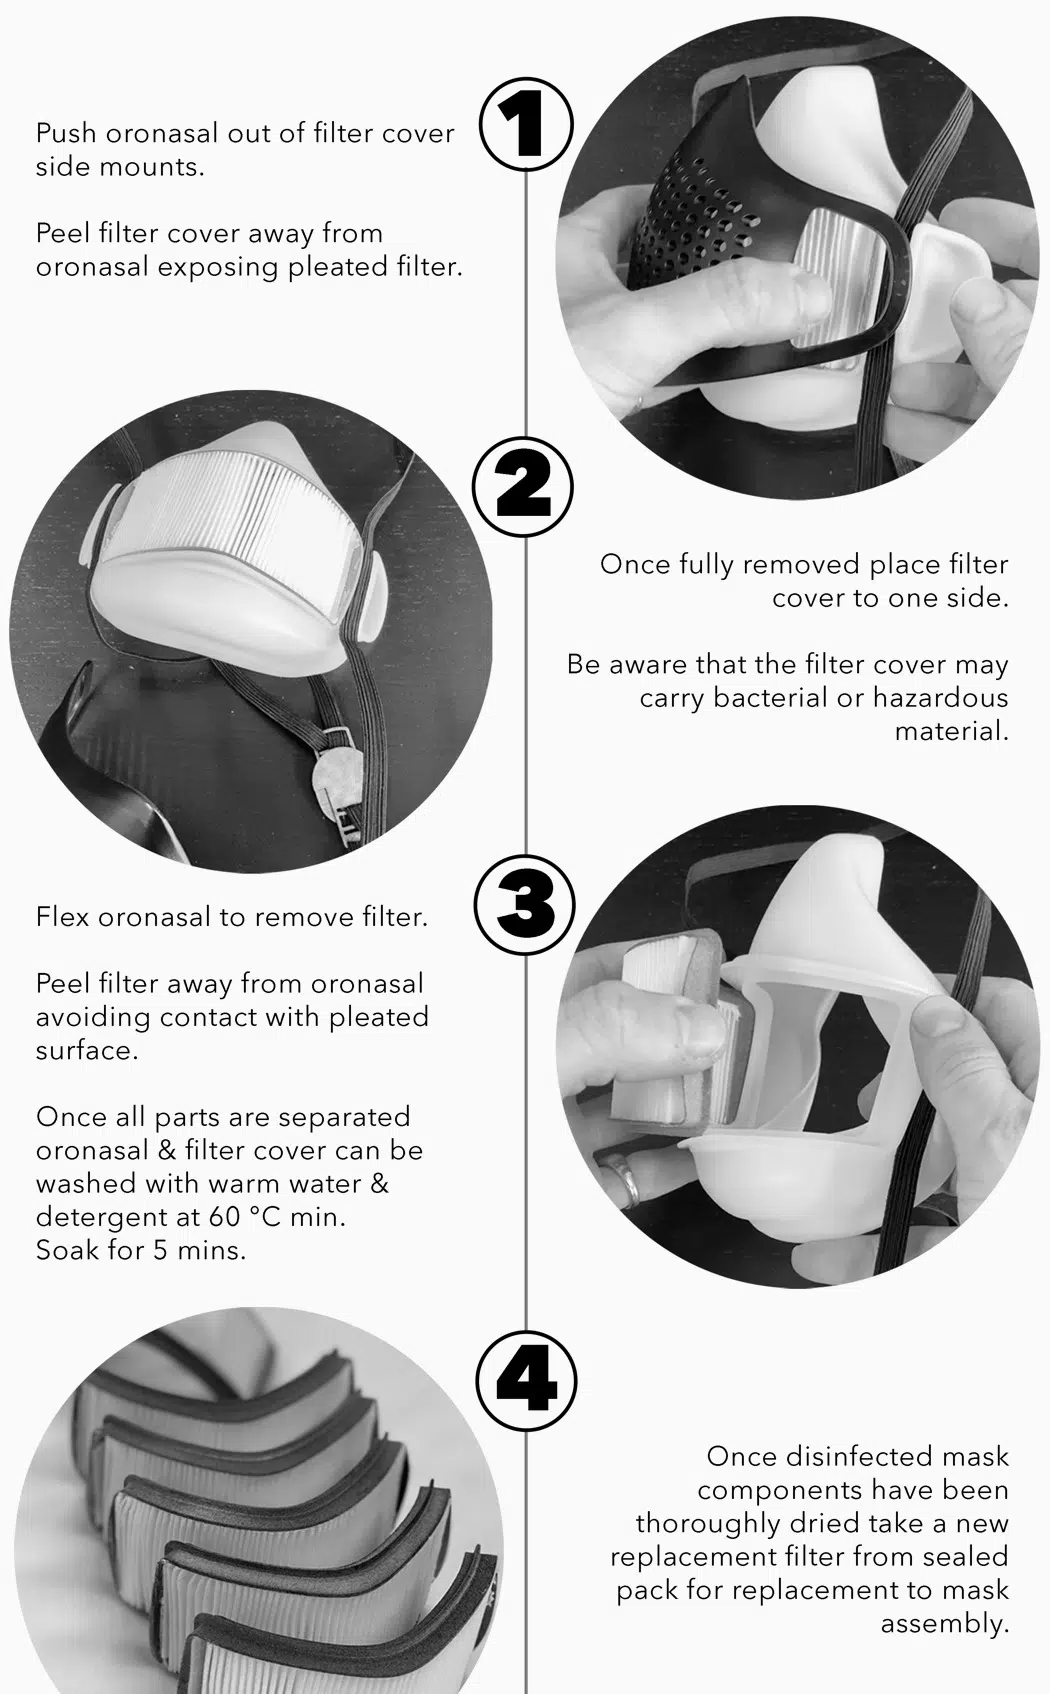 1
Push oronasal out of filter cover
side mounts.
Peel filter cover away from
oronasal exposing pleated filter.
2
Once fully removed place filter
cover to one side.
Be aware that the filter cover may
carry bacterial or hazardous
material.
3
Flex oronasal to remove filter.
Peel filter away from oronasal
avoiding contact with pleated
surface.
Once all parts are separated
oronasal & filter cover can be
washed with warm water &
detergent at 60 °C min.
Soak for 5 mins.
4
Once disinfected mask
components have been
thoroughly dried take a new
replacement filter from sealed
pack for replacement to mask
assembly.